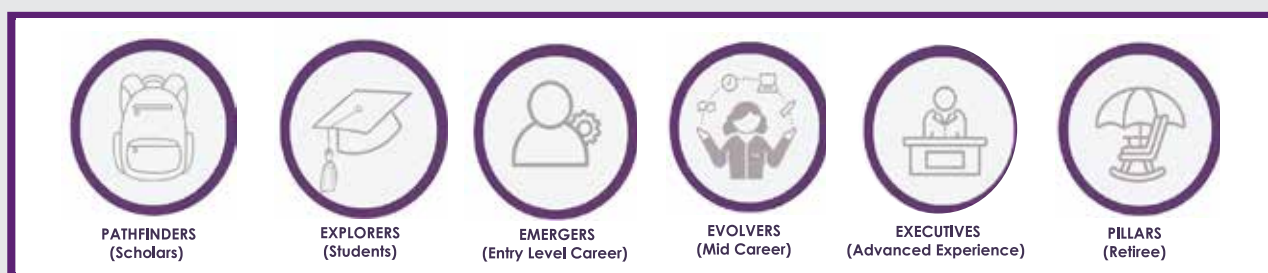 PATHFINDERS
(Scholars)
EXPLORERS
(Students)
EMERGERS
(Entry Level Career)
EVOLVERS
(Mid Career)
EXECUTIVES
(Advanced Experience)
PILLARS
(Retiree)